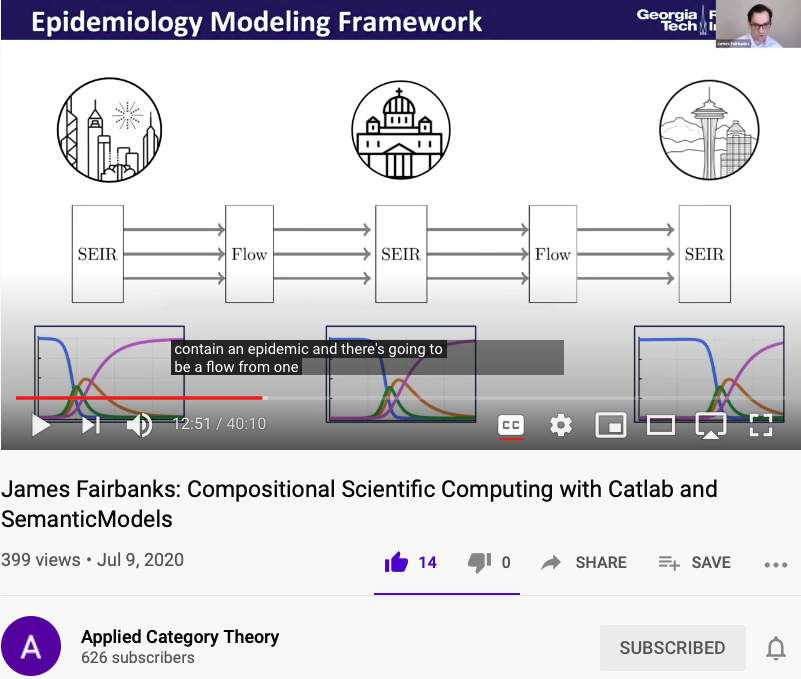 Epidemiology Modeling Framework
Georgia
Tech
James Fairbanks
SEIR
Flow
SEIR
Flow
SEIR
contain an epidemic and there's going to
be a flow from one
12:51 / 40:10
CC
James Fairbanks: Compositional Scientific Computing with Catlab and
SemanticModels
399 views • Jul 9, 2020
14
0
SHARE
SAVE
A
Applied Category Theory
626 subscribers
SUBSCRIBED